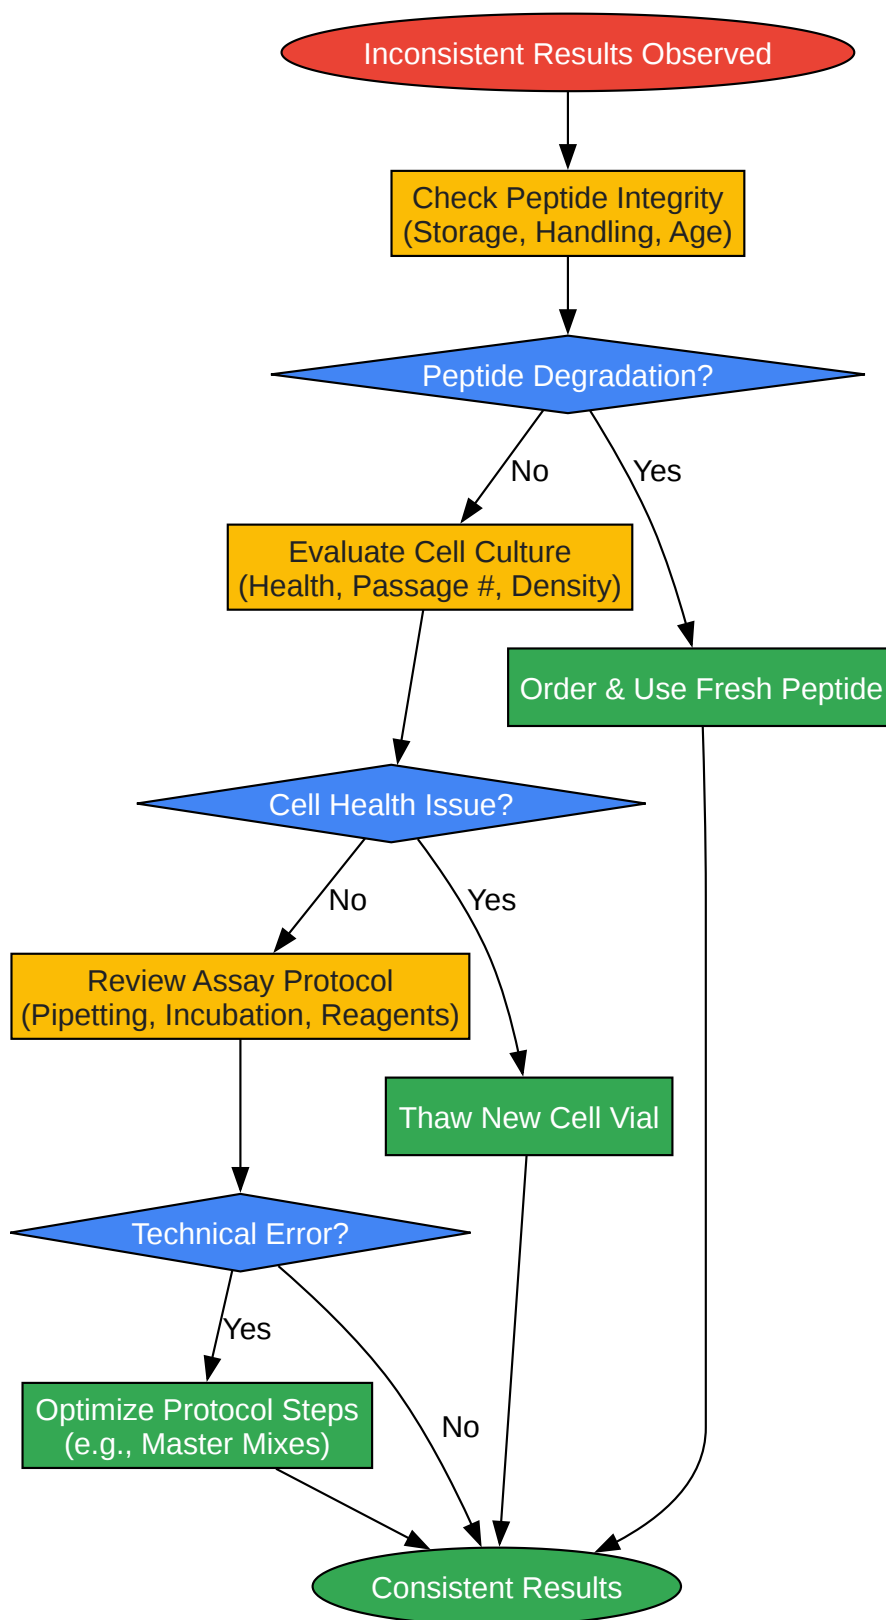 Inconsistent Results Observed
Check Peptide Integrity
(Storage, Handling, Age)
Peptide Degradation?
No
Yes
Evaluate Cell Culture
(Health, Passage #, Density)
Order & Use Fresh Peptide
Cell Health Issue?
No
Yes
Review Assay Protocol
(Pipetting, Incubation, Reagents)
Thaw New Cell Vial
Technical Error?
Yes
Optimize Protocol Steps
(e.g., Master Mixes)
No
Consistent Results